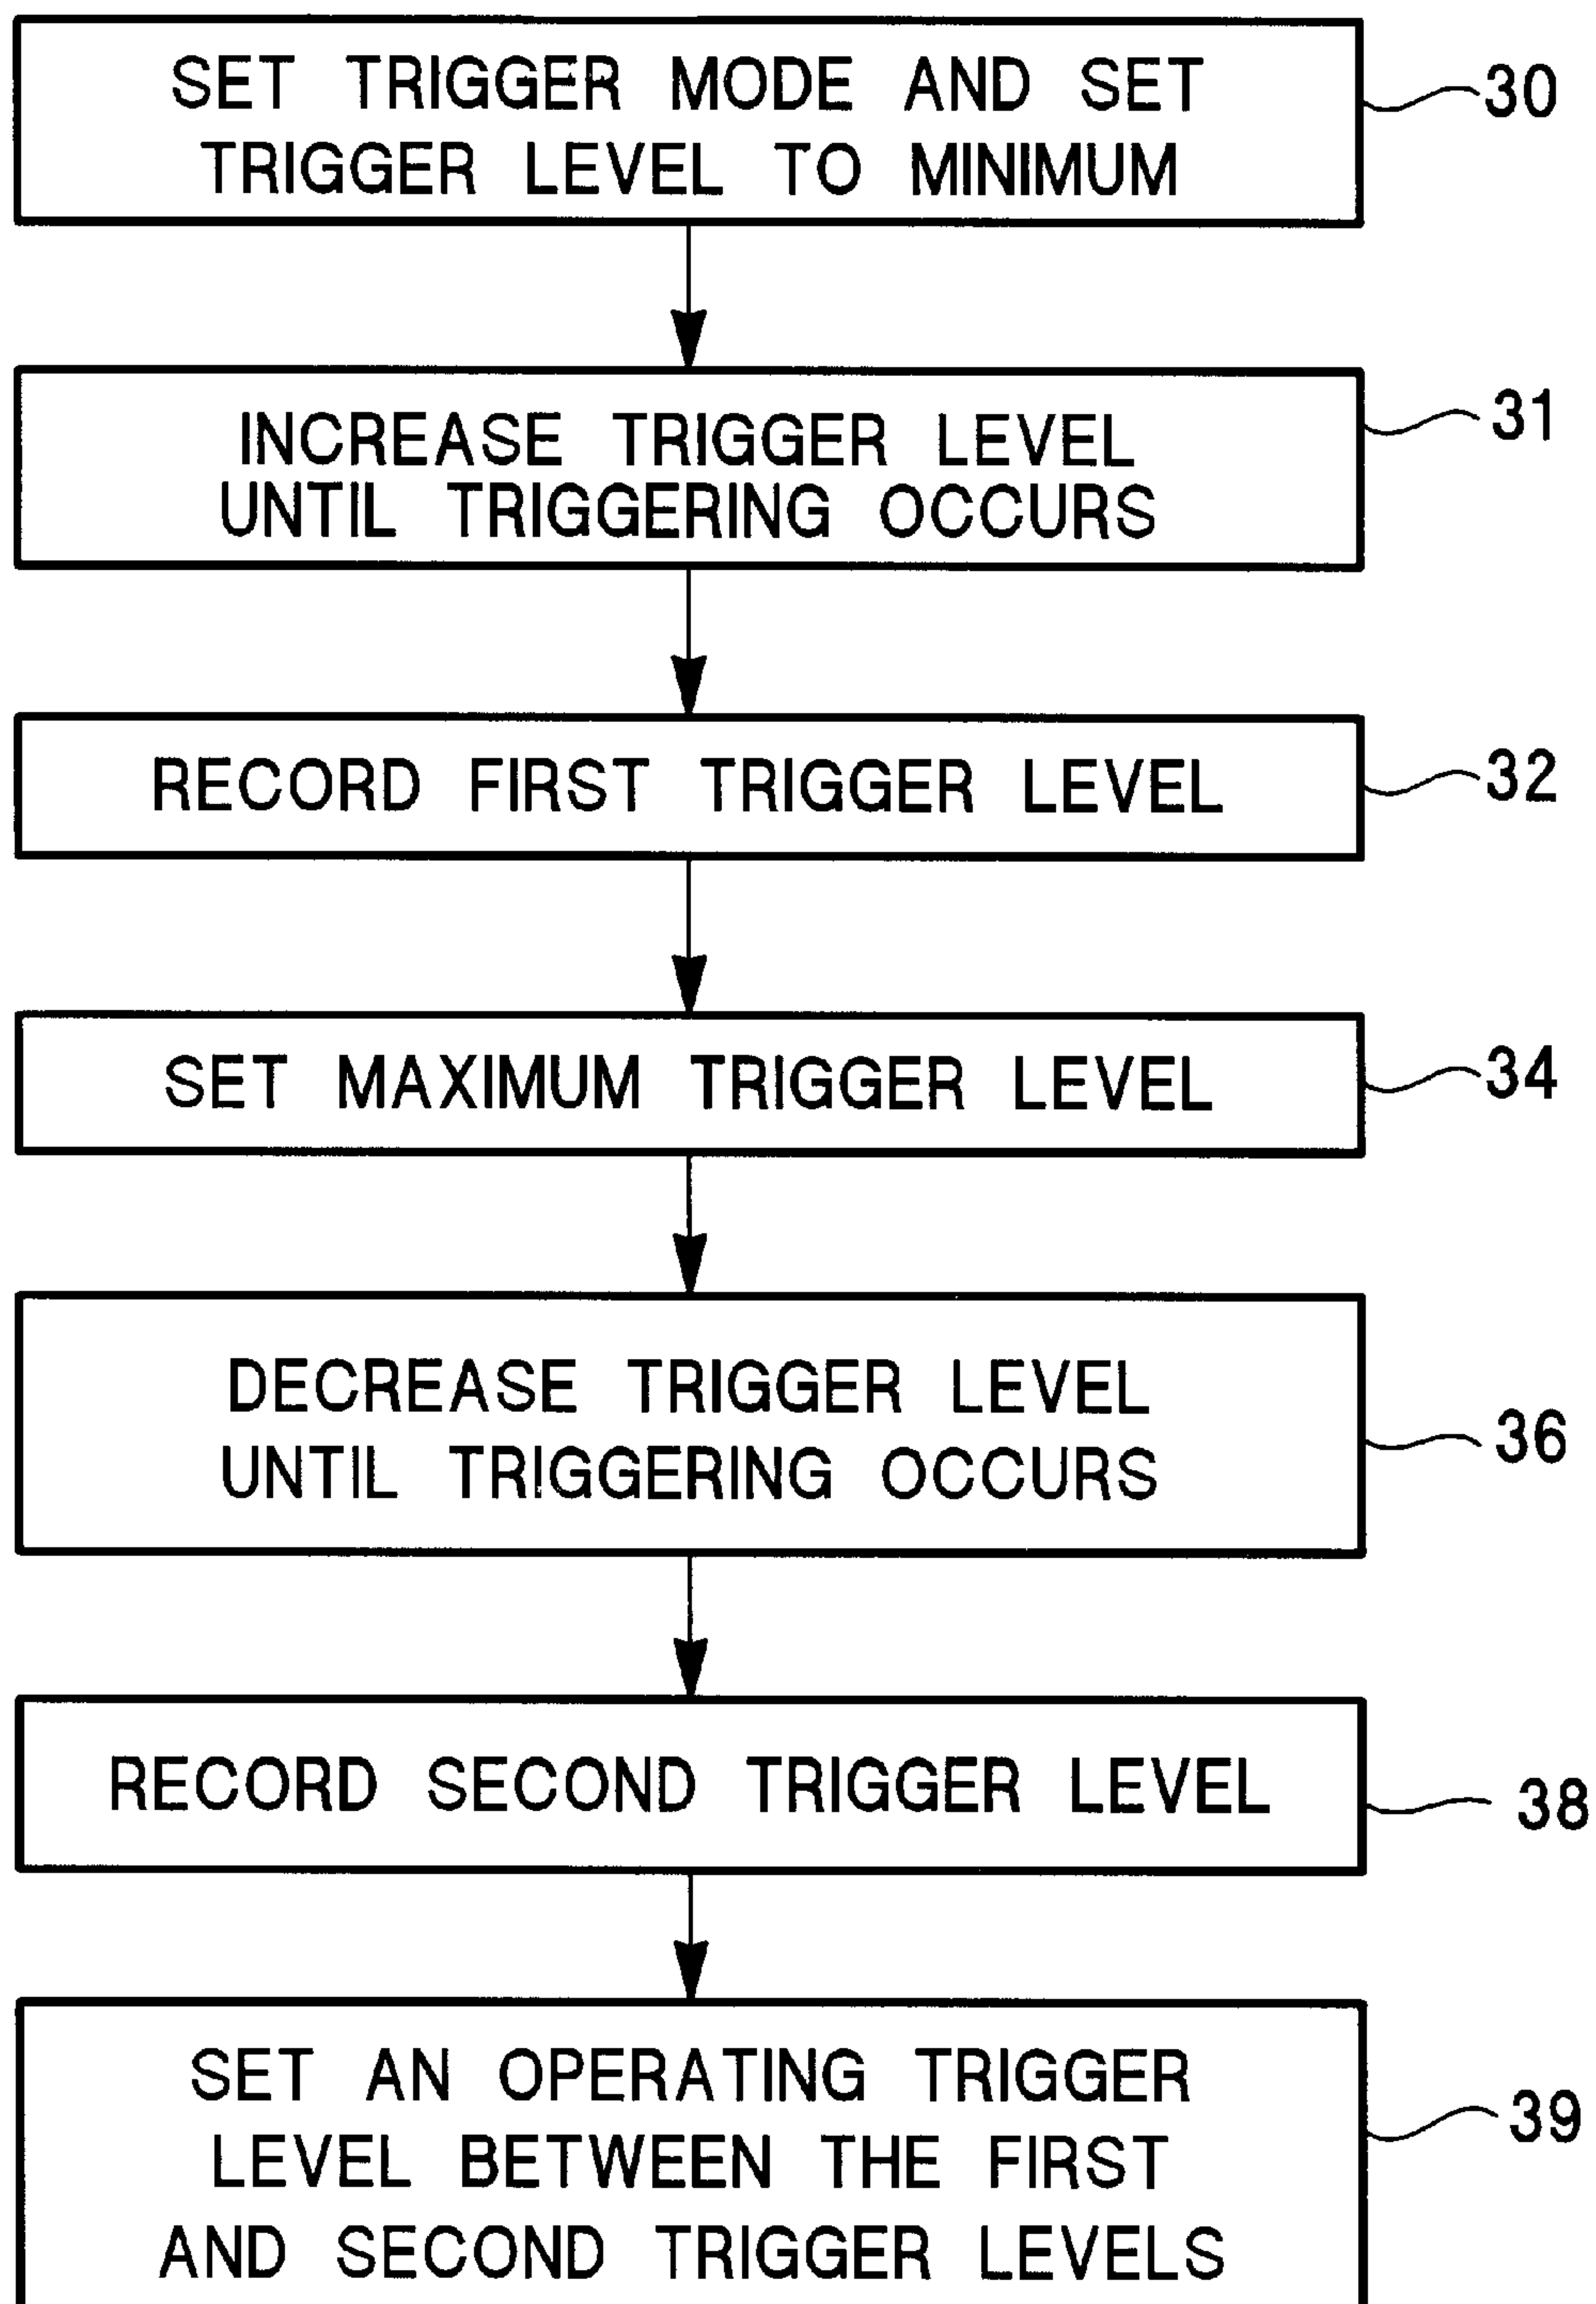 SET TRIGGER MODE AND SET
TRIGGER LEVEL TO MINIMUM
30
INCREASE TRIGGER LEVEL
UNTIL TRIGGERING OCCURS
31
RECORD FIRST TRIGGER LEVEL
32
SET MAXIMUM TRIGGER LEVEL
34
DECREASE TRIGGER LEVEL
UNTIL TRIGGERING OCCURS
36
RECORD SECOND TRIGGER LEVEL
38
SET AN OPERATING TRIGGER
LEVEL BETWEEN THE FIRST
AND SECOND TRIGGER LEVELS
39